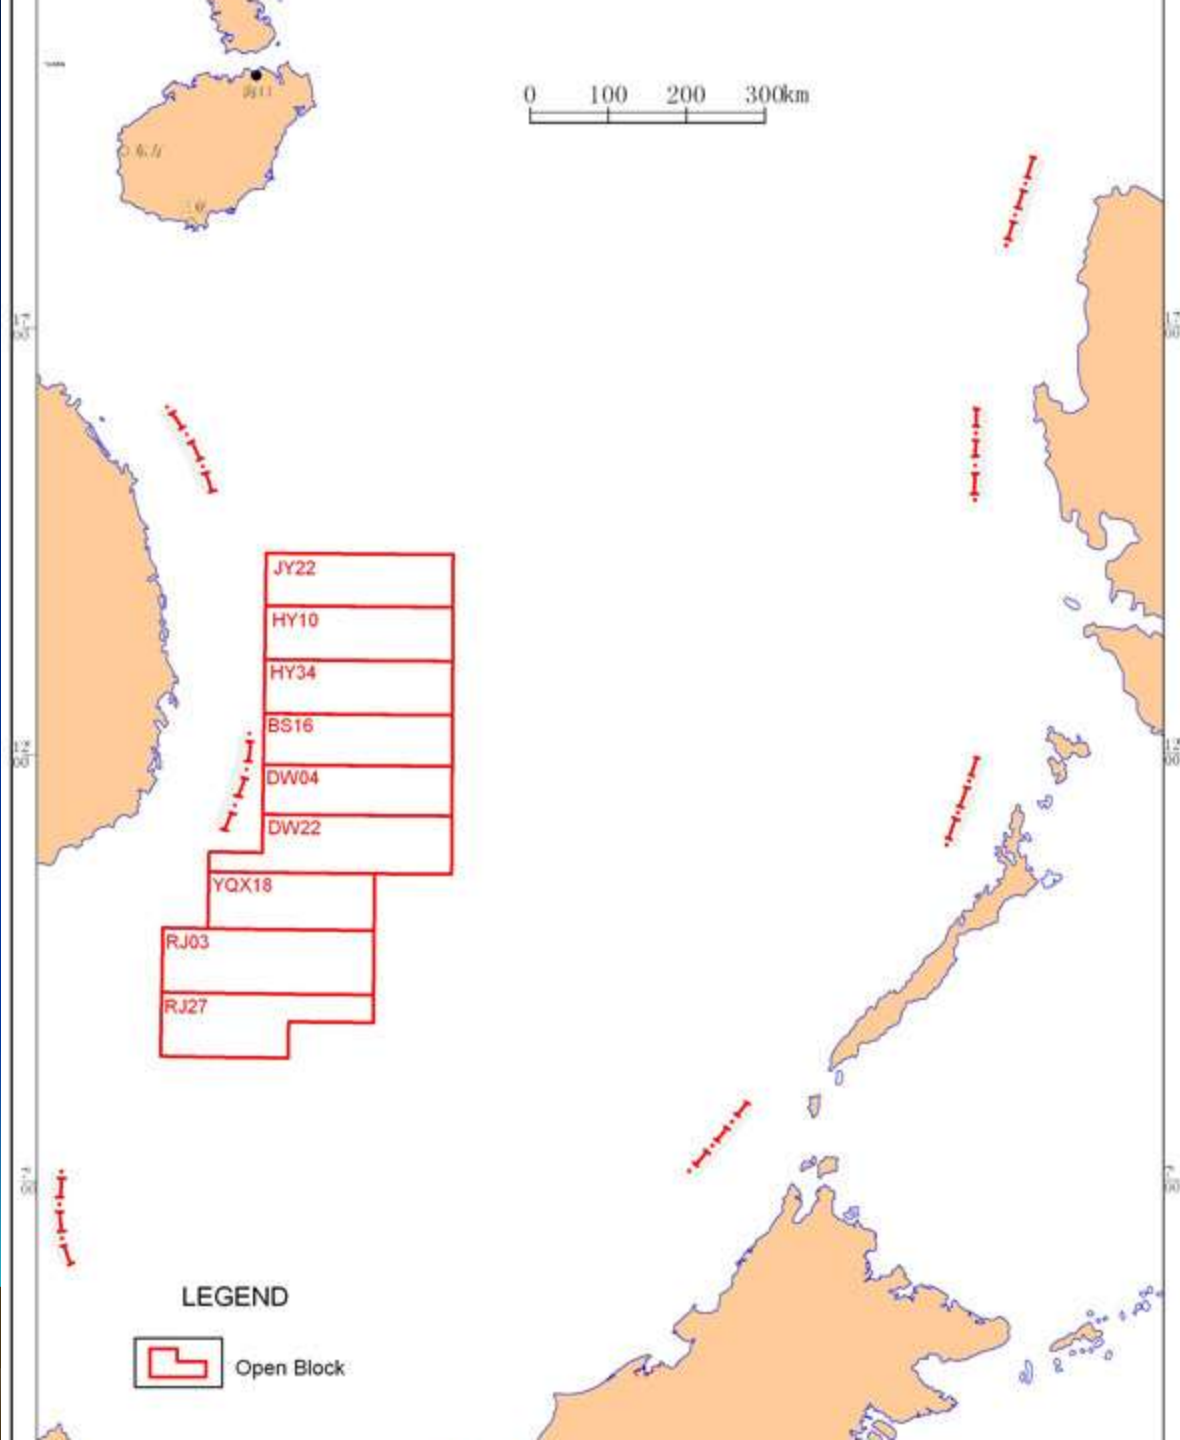 0 100 200 300km
JY22
HY10
HY34
BS16
DW04
DW22
YQX18
RJ03
RJ27
LEGEND
Open Block